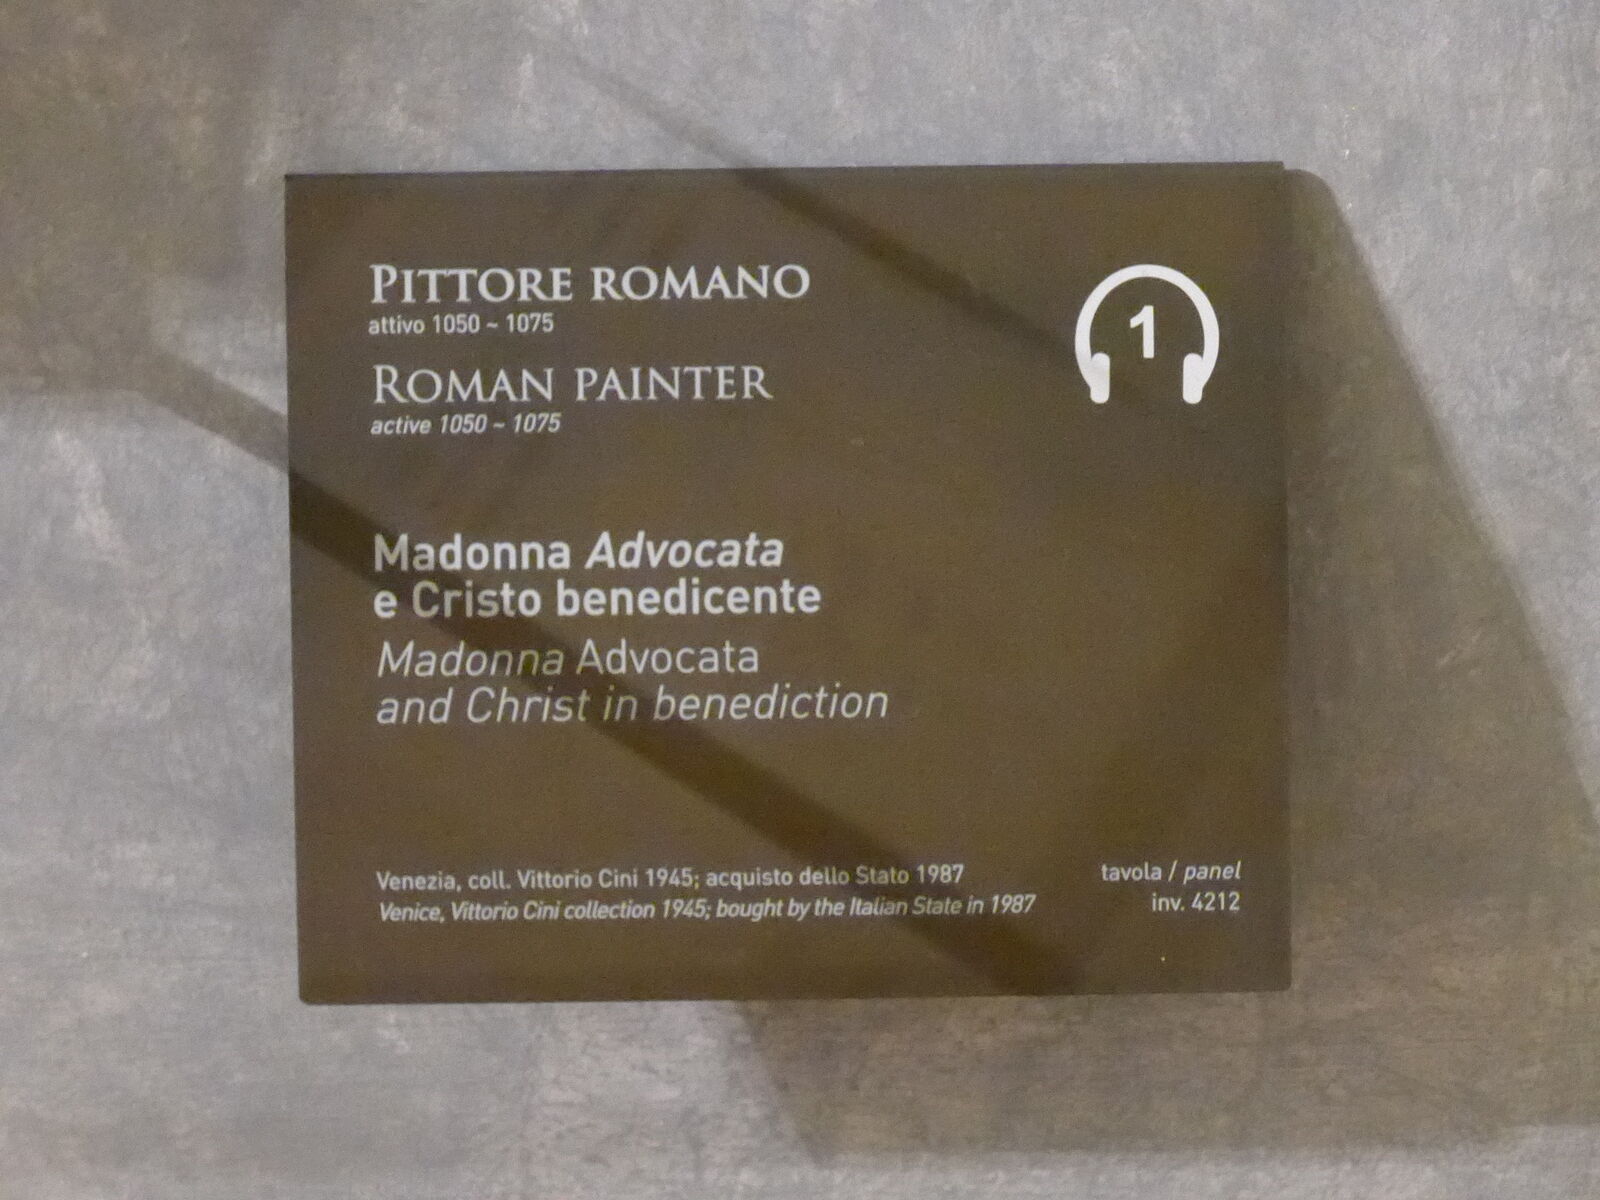 PITTORE ROMANO
attivo 1050 ~ 1075
ROMAN PAINTER
active 1050 ~ 1075
1
Madonna Advocata
e Cristo benedicente
Madonna Advocata
and Christ in benediction
Venezia, coll. Vittorio Cini 1945; acquisto dello Stato 1987
Venice, Vittorio Cini collection 1945; bought by the Italian State in 1987
tavola / panel
inv. 4212